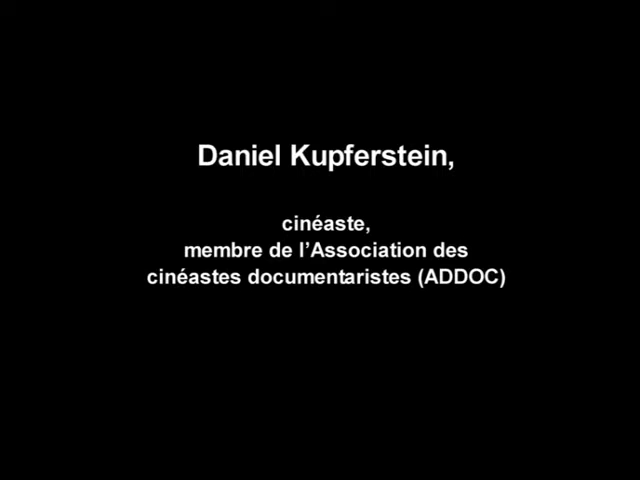 Daniel Kupferstein,
cinéaste,
membre de l’Association des
cinéastes documentaristes (ADDOC)